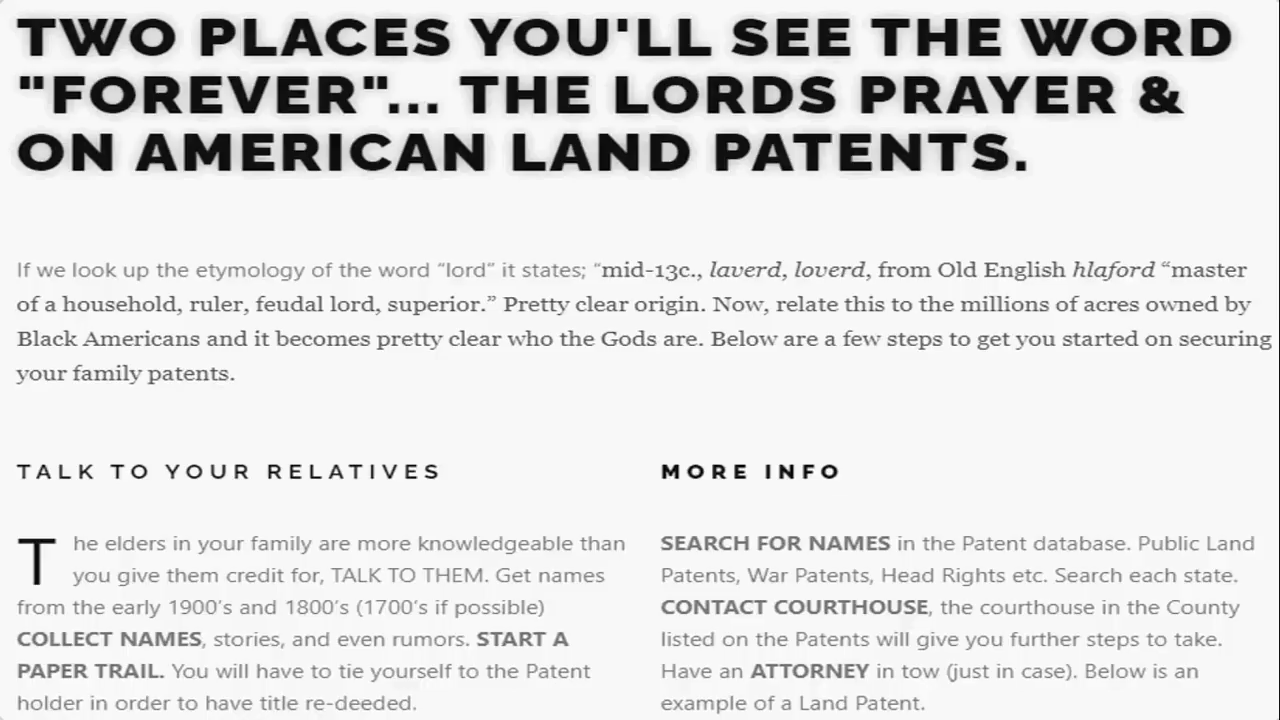 TWO PLACES YOU'LL SEE THE WORD
"FOREVER"... THE LORDS PRAYER &
ON AMERICAN LAND PATENTS.
If we look up the etymology of the word “lord” it states; “mid-13c., laverd, loverd, from Old English hlaford “master
of a household, ruler, feudal lord, superior.” Pretty clear origin. Now, relate this to the millions of acres owned by
Black Americans and it becomes pretty clear who the Gods are. Below are a few steps to get you started on securing
your family patents.
TALK TO YOUR RELATIVES
The elders in your family are more knowledgeable than
you give them credit for, TALK TO THEM. Get names
from the early 1900’s and 1800’s (1700’s if possible)
COLLECT NAMES, stories, and even rumors. START A
PAPER TRAIL. You will have to tie yourself to the Patent
holder in order to have title re-deeded.
MORE INFO
SEARCH FOR NAMES in the Patent database. Public Land
Patents, War Patents, Head Rights etc. Search each state.
CONTACT COURTHOUSE, the courthouse in the County
listed on the Patents will give you further steps to take.
Have an ATTORNEY in tow (just in case). Below is an
example of a Land Patent.